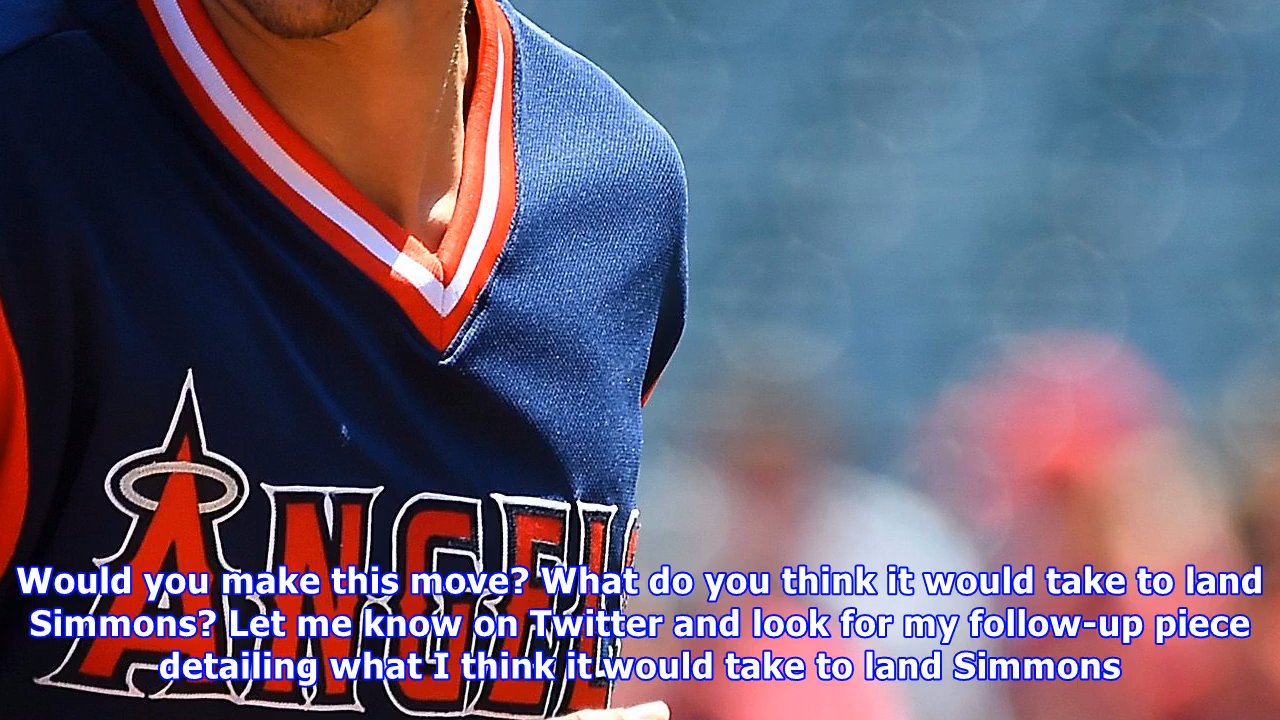 ANGEL
Would you make this move? What do you think it would take to land
Simmons? Let me know on Twitter and look for my follow-up piece
detailing what I think it would take to land Simmons